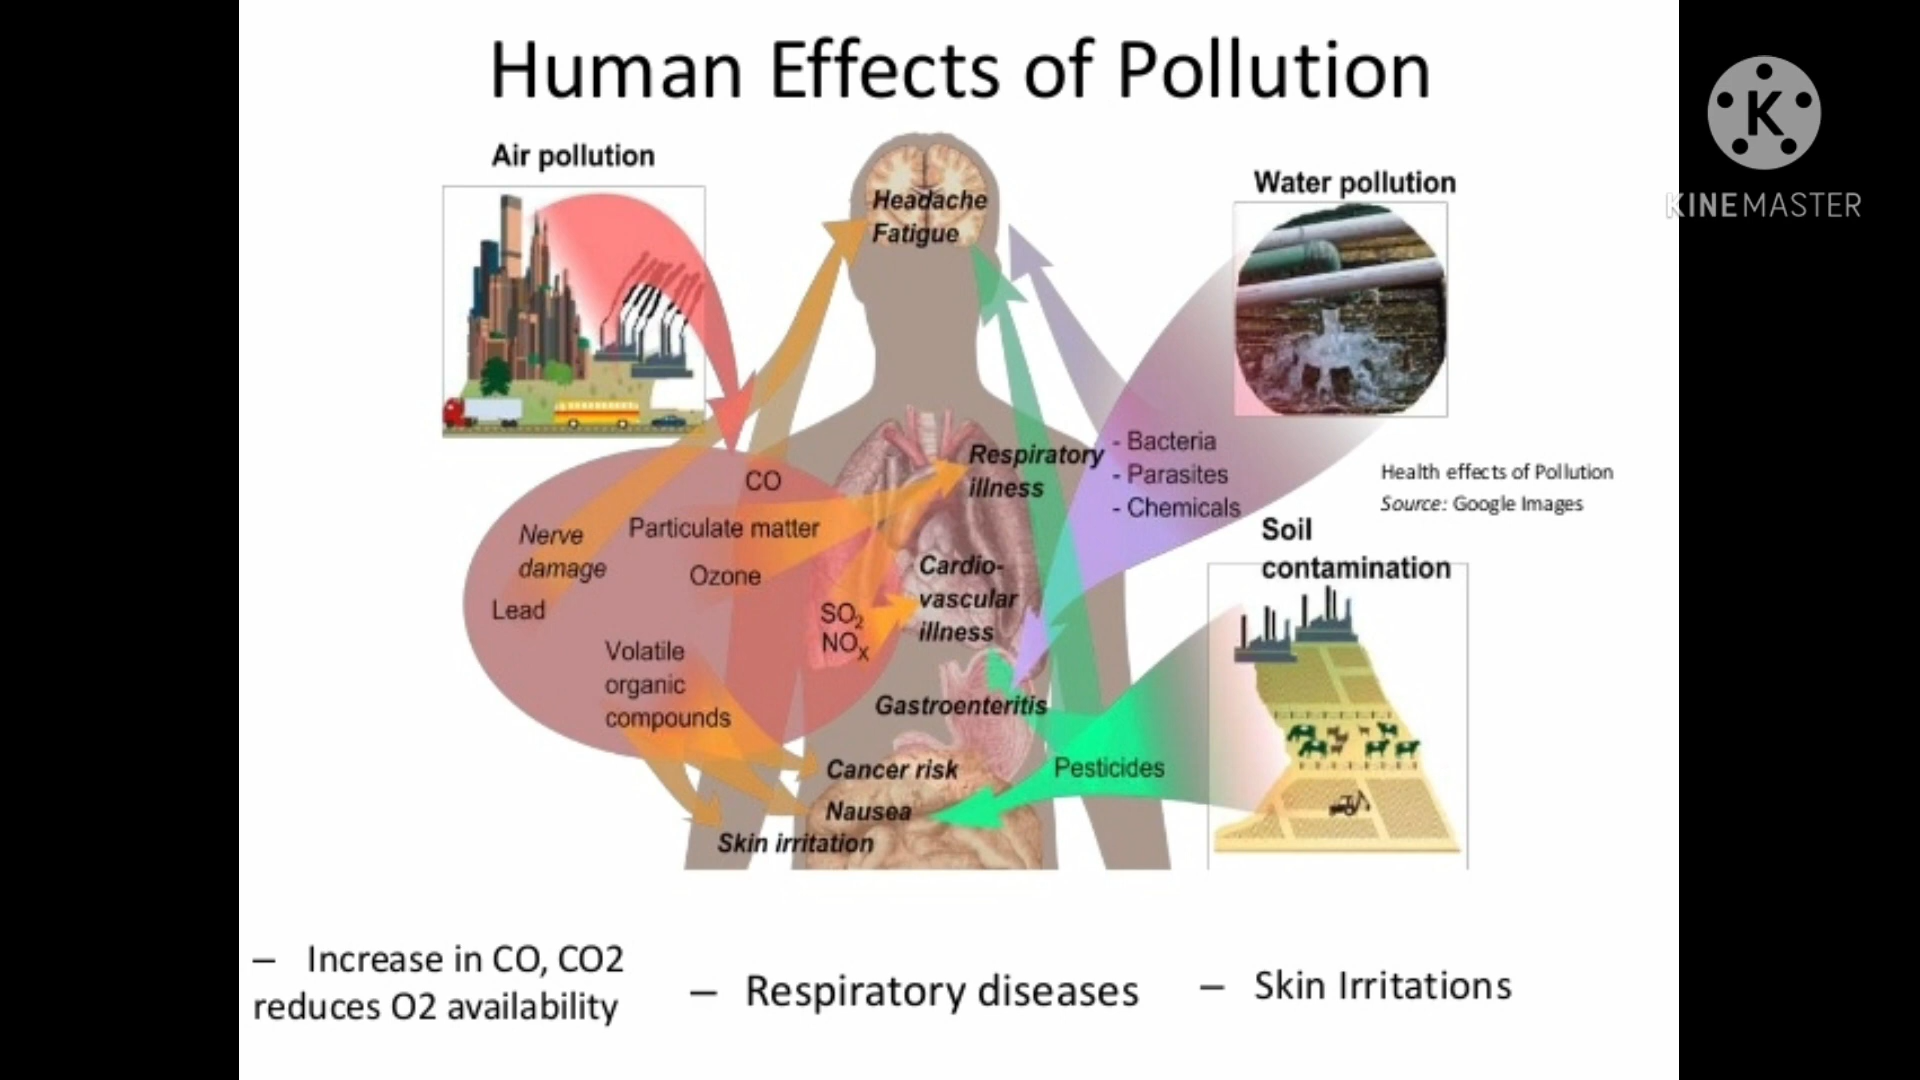 Human Effects of Pollution
KINEMASTER
K
Air pollution
Water pollution
Headache
Fatigue
CO
Nerve
damage
Particulate matter
Ozone
Lead
SO2
NOX
Volatile
organic
compounds
Respiratory
illness
- Bacteria
- Parasites
- Chemicals
Health effects of Pollution
Source: Google Images
Soil
contamination
Cardio-
vascular
illness
Gastroenteritis
Pesticides
Cancer risk
Nausea
Skin irritation
– Increase in CO, CO2
reduces O2 availability
– Respiratory diseases
– Skin Irritations